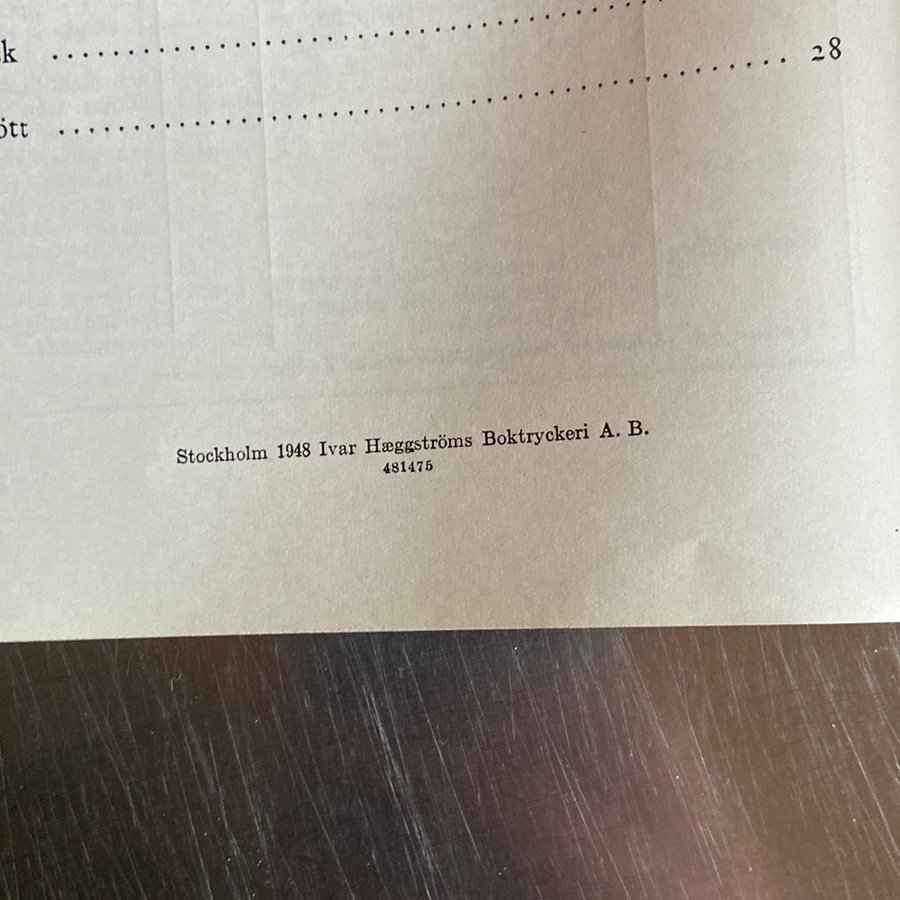 k ........................................
ött ........................................ 28
Stockholm 1948 Ivar Hæggströms Boktryckeri A. B.
481475